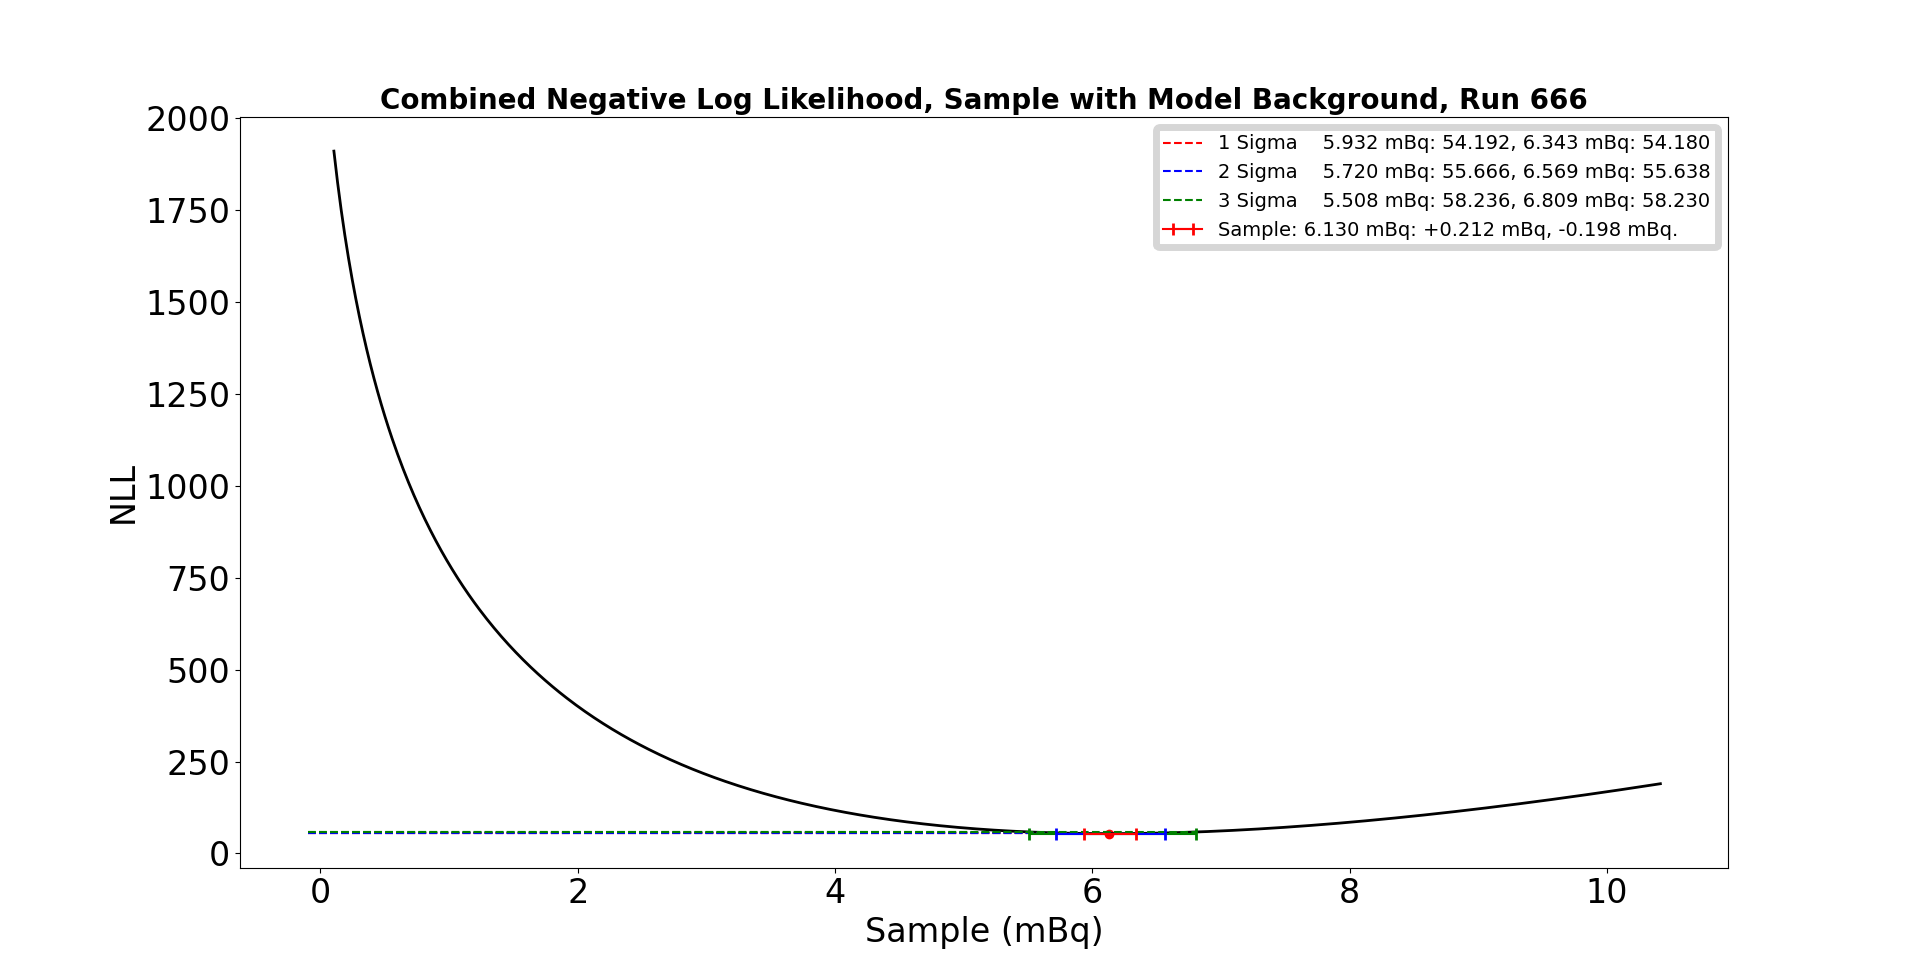 Combined Negative Log Likelihood, Sample with Model Background, Run 666
1 Sigma 5.932 mBq: 54.192, 6.343 mBq: 54.180
2 Sigma 5.720 mBq: 55.666, 6.569 mBq: 55.638
3 Sigma 5.508 mBq: 58.236, 6.809 mBq: 58.230
Sample: 6.130 mBq: +0.212 mBq, -0.198 mBq.
NLL
2000
1750
1500
1250
1000
750
500
250
0
0 2 4 6 8 10
Sample (mBq)